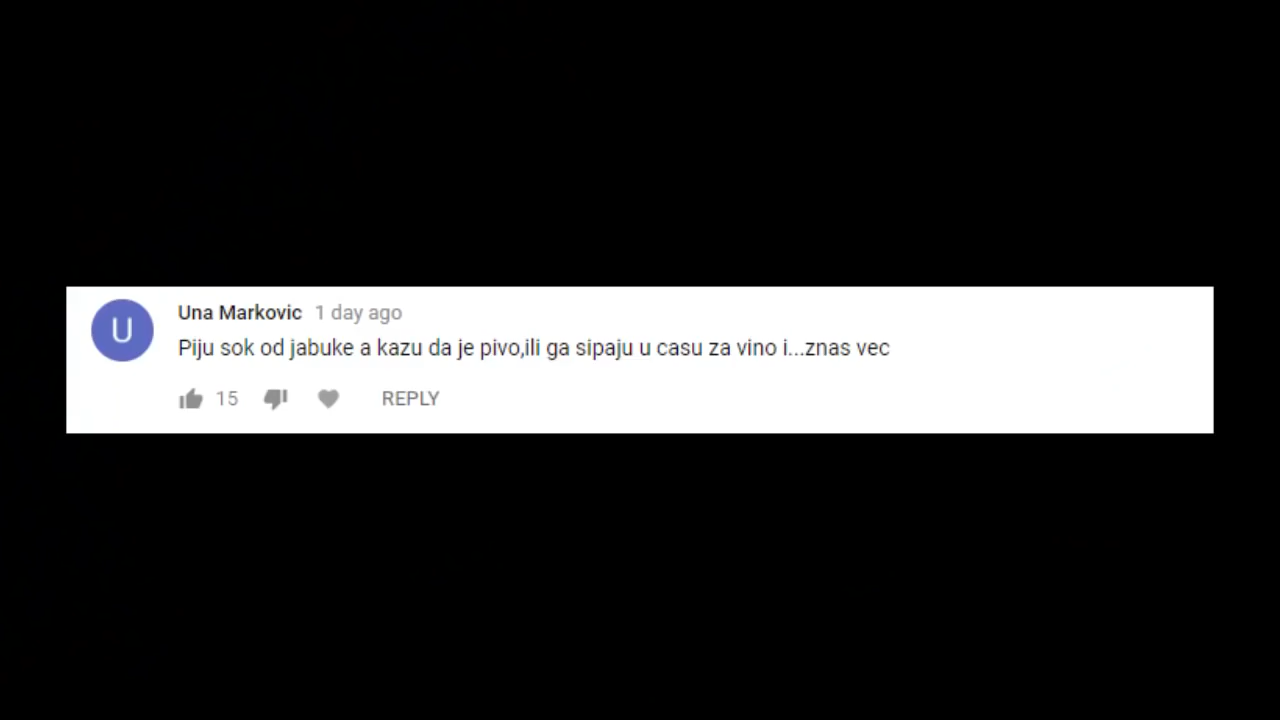 U
Una Markovic 1 day ago
Piju sok od jabuke a kazu da je pivo,ili ga sipaju u casu za vino i...znas vec
15 REPLY